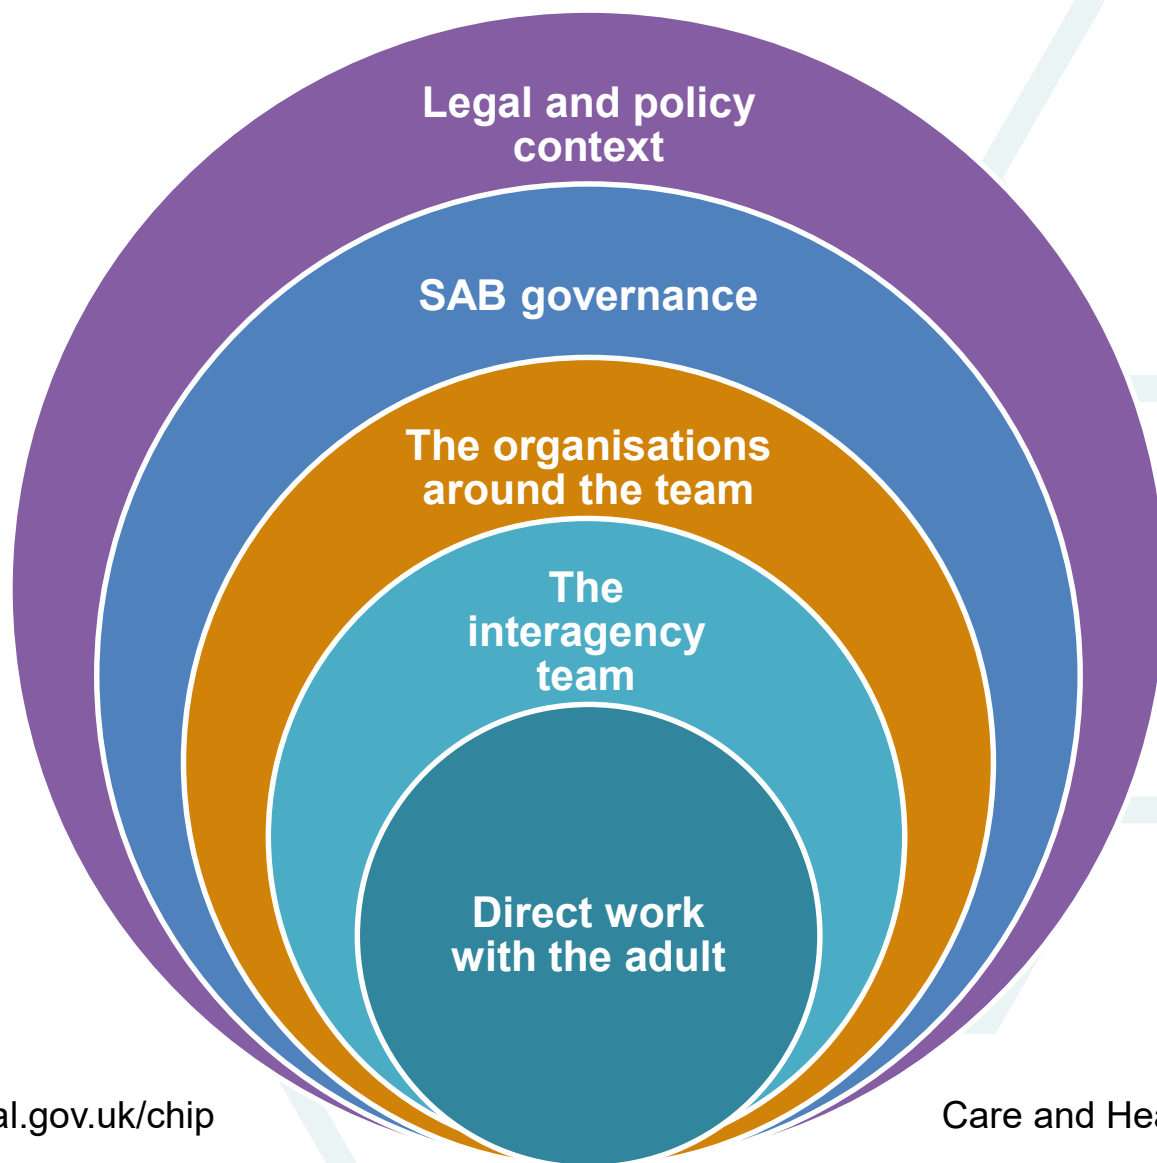 Legal and policy
context
SAB governance
The organisations
around the team
The
interagency
team
Direct work
with the adult
al.gov.uk/chip
Care and Hea